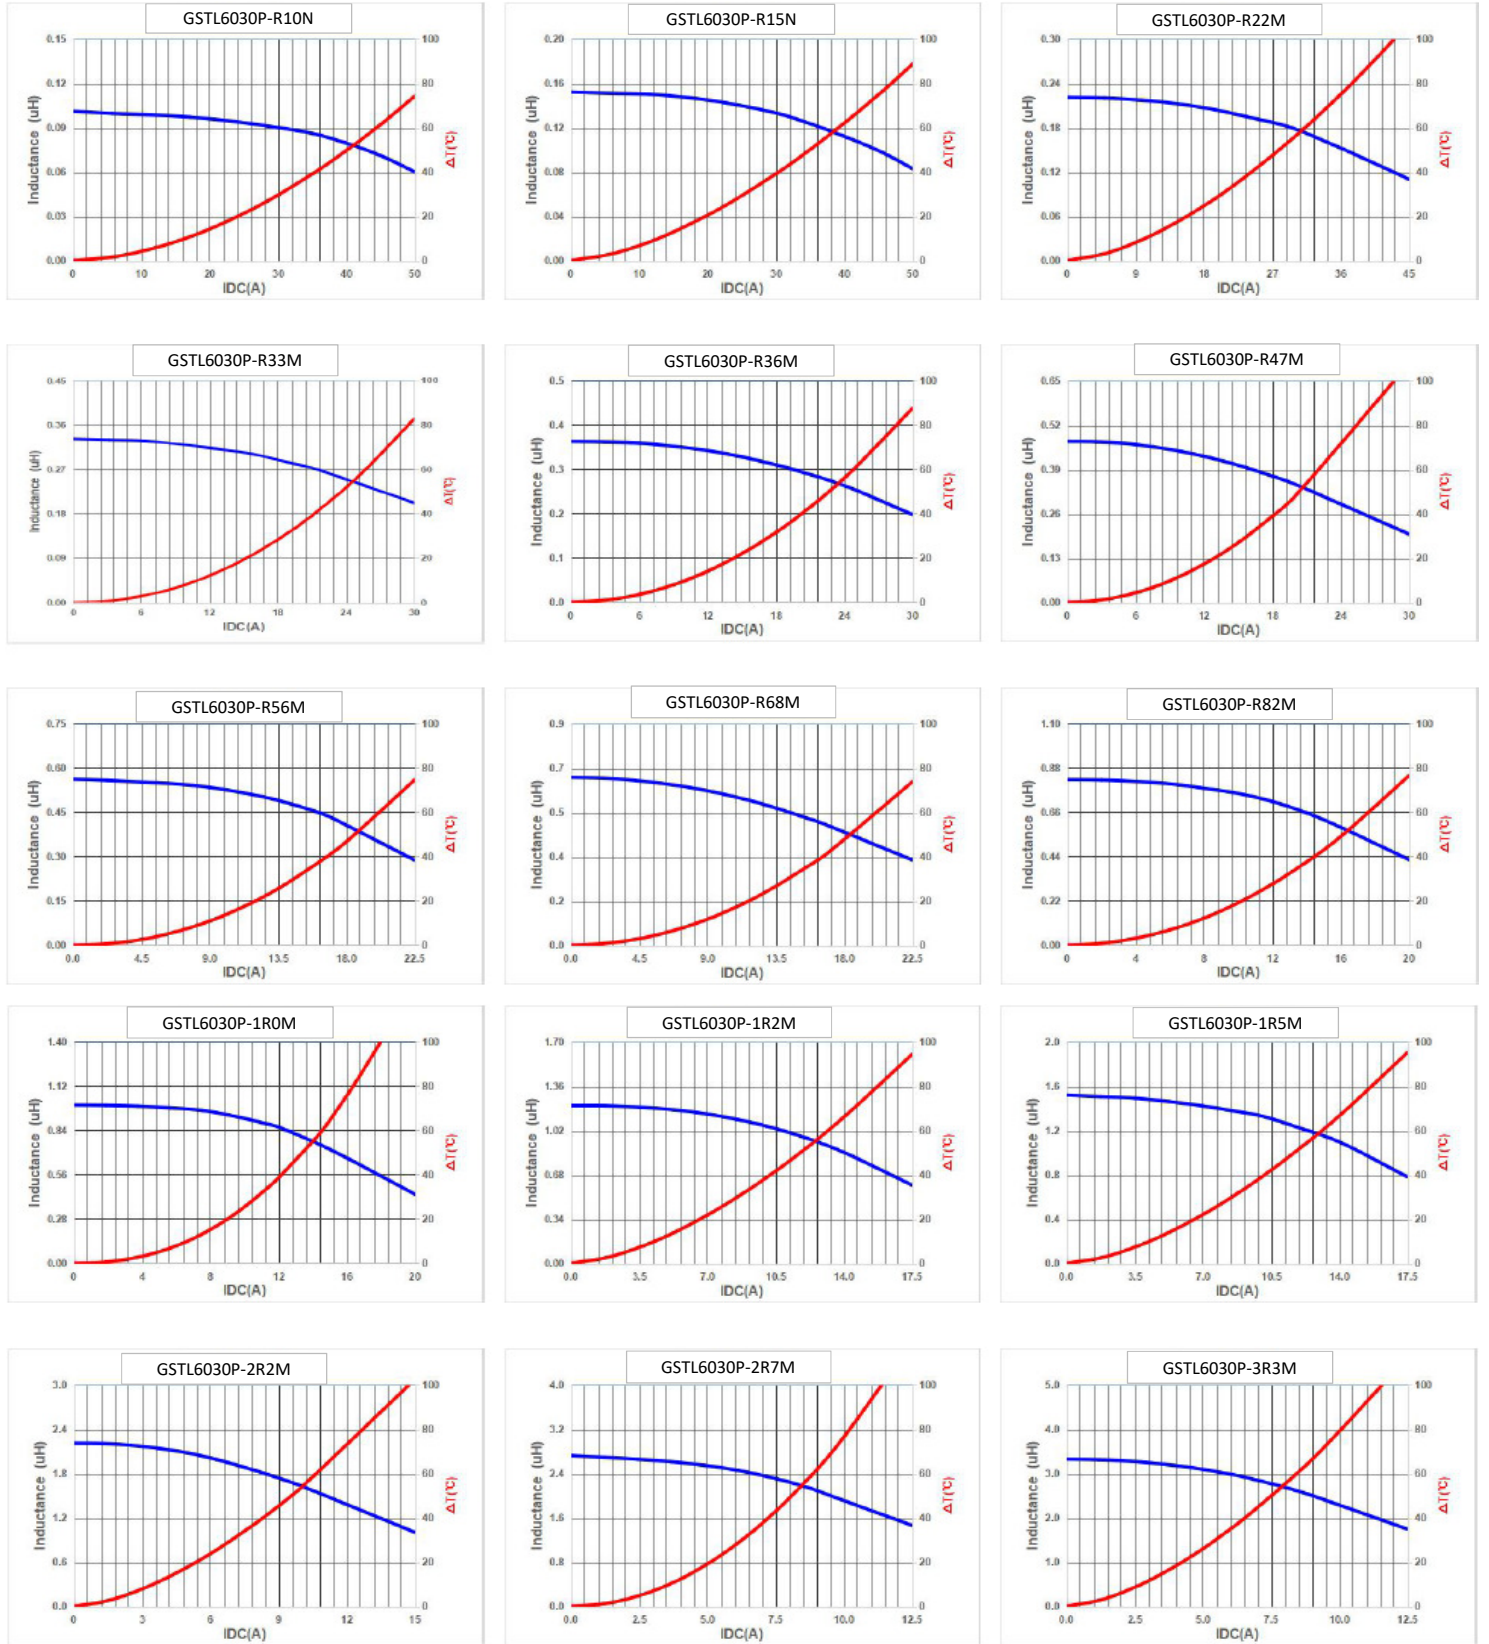 GSTL6030P-R10N
0.15
0.12
0.09
0.06
0.03
0.00
100
80
60
40
20
0
0 10 20 30 40 50
Inductance (uH)
ΔT(℃)
IDC(A)
GSTL6030P-R15N
0.20
0.16
0.12
0.08
0.04
0.00
100
80
60
40
20
0
0 10 20 30 40 50
Inductance (uH)
ΔT(℃)
IDC(A)
GSTL6030P-R22M
0.30
0.24
0.18
0.12
0.06
0.00
100
80
60
40
20
0
0 9 18 27 36 45
Inductance (uH)
ΔT(℃)
IDC(A)
GSTL6030P-R33M
0.45
0.36
0.27
0.18
0.09
0.00
100
80
60
40
20
0
0 6 12 18 24 30
Inductance (uH)
ΔT(℃)
IDC(A)
GSTL6030P-R36M
0.5
0.4
0.3
0.2
0.1
0.0
100
80
60
40
20
0
0 6 12 18 24 30
Inductance (uH)
ΔT(℃)
IDC(A)
GSTL6030P-R47M
0.65
0.52
0.39
0.26
0.13
0.00
100
80
60
40
20
0
0 6 12 18 24 30
Inductance (uH)
ΔT(℃)
IDC(A)
GSTL6030P-R56M
0.75
0.60
0.45
0.30
0.15
0.00
100
80
60
40
20
0
0.0 4.5 9.0 13.5 18.0 22.5
Inductance (uH)
ΔT(℃)
IDC(A)
GSTL6030P-R68M
0.9
0.7
0.5
0.4
0.2
0.0
100
80
60
40
20
0
0.0 4.5 9.0 13.5 18.0 22.5
Inductance (uH)
ΔT(℃)
IDC(A)
GSTL6030P-R82M
1.10
0.88
0.66
0.44
0.22
0.00
100
80
60
40
20
0
0 4 8 12 16 20
Inductance (uH)
ΔT(℃)
IDC(A)
GSTL6030P-1R0M
1.40
1.12
0.84
0.56
0.28
0.00
100
80
60
40
20
0
0 4 8 12 16 20
Inductance (uH)
ΔT(℃)
IDC(A)
GSTL6030P-1R2M
1.70
1.36
1.02
0.68
0.34
0.00
100
80
60
40
20
0
0.0 3.5 7.0 10.5 14.0 17.5
Inductance (uH)
ΔT(℃)
IDC(A)
GSTL6030P-1R5M
2.0
1.6
1.2
0.8
0.4
0.0
100
80
60
40
20
0
0.0 3.5 7.0 10.5 14.0 17.5
Inductance (uH)
ΔT(℃)
IDC(A)
GSTL6030P-2R2M
3.0
2.4
1.8
1.2
0.6
0.0
100
80
60
40
20
0
0 3 6 9 12 15
Inductance (uH)
ΔT(℃)
IDC(A)
GSTL6030P-2R7M
4.0
3.2
2.4
1.6
0.8
0.0
100
80
60
40
20
0
0.0 2.5 5.0 7.5 10.0 12.5
Inductance (uH)
ΔT(℃)
IDC(A)
GSTL6030P-3R3M
5.0
4.0
3.0
2.0
1.0
0.0
100
80
60
40
20
0
0.0 2.5 5.0 7.5 10.0 12.5
Inductance (uH)
ΔT(℃)
IDC(A)